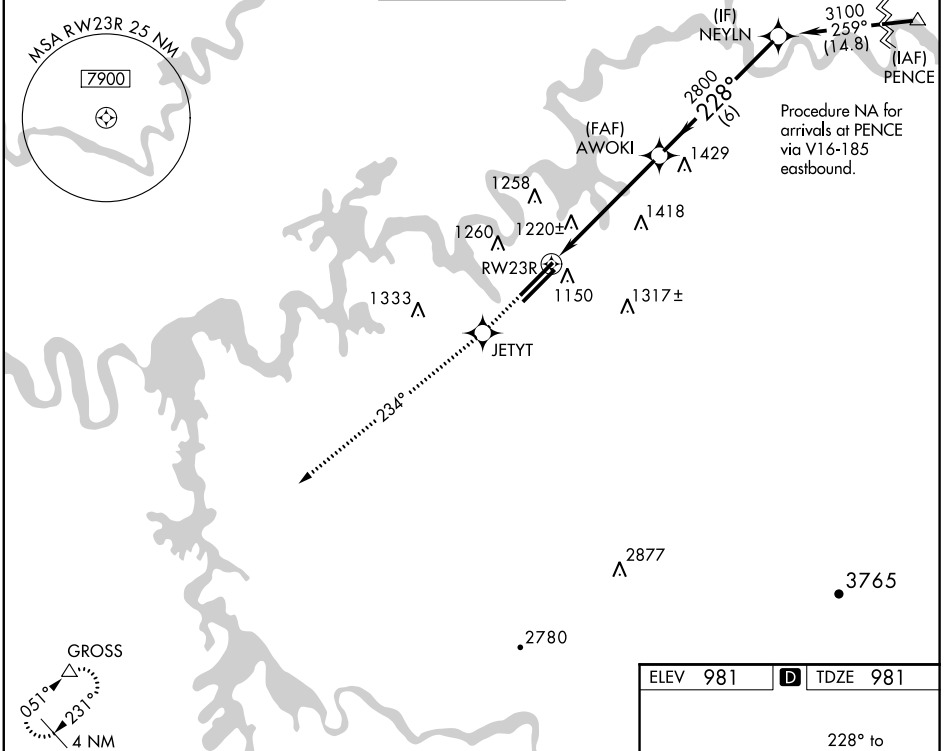 MSA RW23R 25 NM
7900
(IF)
NEYLN
3100
259°
(14.8)
(IAF)
PENCE
2800
228°
(6)
Procedure NA for
arrivals at PENCE
via V16-185
eastbound.
(FAF)
AWOKI
1429
1258
1220±
1418
1260
RW23R
1150
1333
1317±
JETYT
234°
2877
3765
2780
GROSS
051°
231°
4 NM
ELEV 981 D TDZE 981
228° to